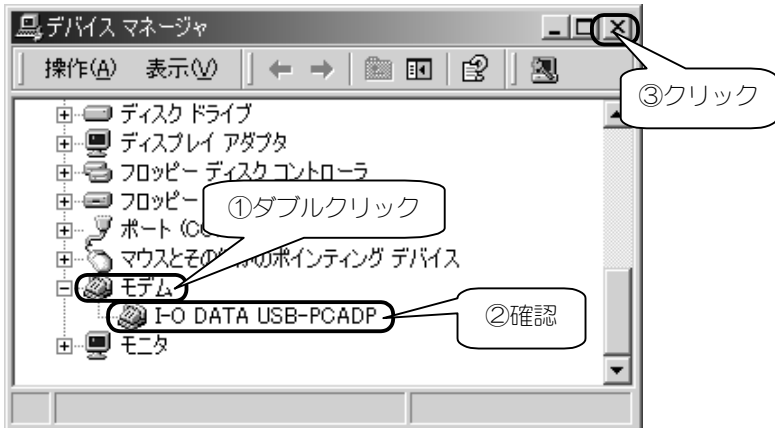 デバイス マネージャ
操作(A) 表示(V)
③クリック
ディスク ドライブ
ディスプレイ アダプタ
フロッピー ディスク コントローラ
フロッピー
①ダブルクリック
ポート (CO
マウスとそのほかのポインティング デバイス
モデム
I-O DATA USB-PCADP
②確認
モニタ